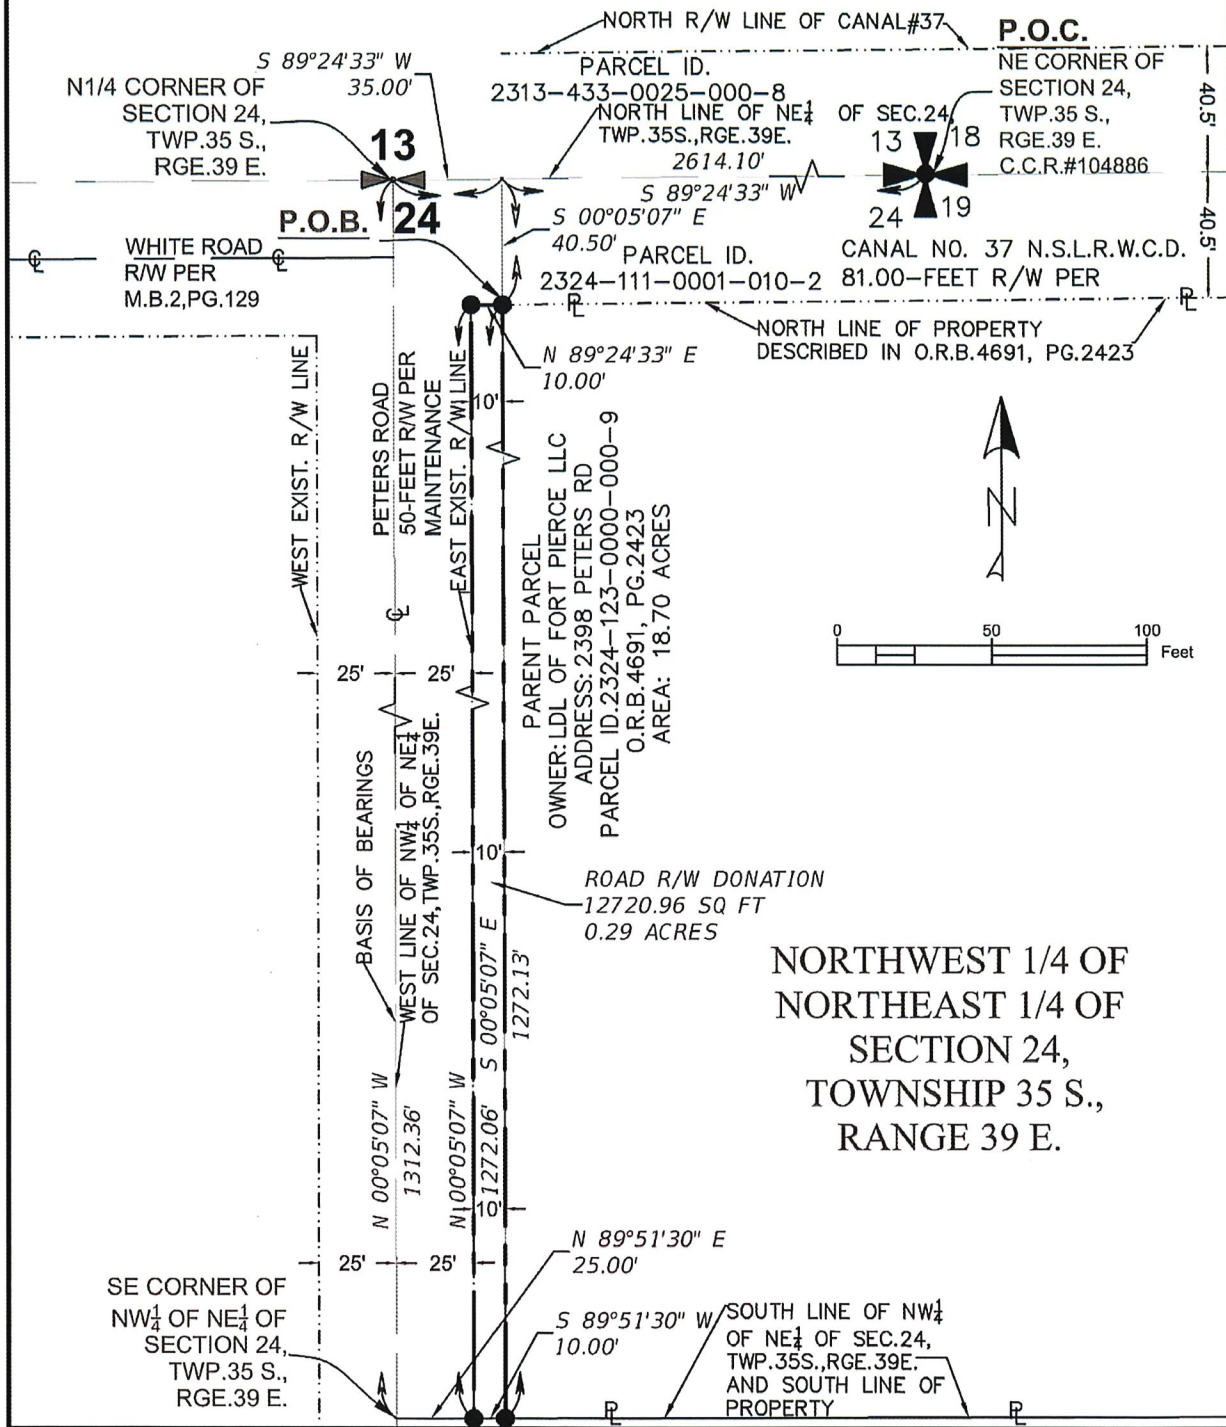 NORTH R/W LINE OF CANAL#37
P.O.C.
NE CORNER OF
SECTION 24,
TWP.35 S.,
RGE.39 E.
C.C.R.#104886
S 89°24'33" W
35.00'
N1/4 CORNER OF
SECTION 24,
TWP.35 S.,
RGE.39 E.
PARCEL ID.
2313-433-0025-000-8
NORTH LINE OF NE¼ OF SEC.24,
TWP.35S.,RGE.39E.
2614.10'
S 89°24'33" W
13
24
13
18
24
19
40.5'
40.5'
P.O.B.
S 00°05'07" E
40.50'
WHITE ROAD
R/W PER
M.B.2,PG.129
℄
℄
PARCEL ID.
2324-111-0001-010-2
CANAL NO. 37 N.S.L.R.W.C.D.
81.00-FEET R/W PER
PL
PL
NORTH LINE OF PROPERTY
DESCRIBED IN O.R.B.4691, PG.2423
N 89°24'33" E
10.00'
10'
WEST EXIST. R/W LINE
PETERS ROAD
50-FEET R/W PER
MAINTENANCE
EAST EXIST. R/W LINE
℄
PARENT PARCEL
OWNER:LDL OF FORT PIERCE LLC
ADDRESS:2398 PETERS RD
PARCEL ID.2324-123-0000-000-9
O.R.B.4691, PG.2423
AREA: 18.70 ACRES
N
0
50
100
Feet
25'
25'
BASIS OF BEARINGS
WEST LINE OF NW¼ OF NE¼
OF SEC.24,TWP.35S.,RGE.39E.
10'
ROAD R/W DONATION
12720.96 SQ FT
0.29 ACRES
S 00°05'07" E
1272.13'
NORTHWEST 1/4 OF
NORTHEAST 1/4 OF
SECTION 24,
TOWNSHIP 35 S.,
RANGE 39 E.
N 00°05'07" W
1312.36'
N 00°05'07" W
1272.06'
10'
25'
25'
N 89°51'30" E
25.00'
SE CORNER OF
NW¼ OF NE¼ OF
SECTION 24,
TWP.35 S.,
RGE.39 E.
S 89°51'30" W
10.00'
SOUTH LINE OF NW¼
OF NE¼ OF SEC.24,
TWP.35S.,RGE.39E.
AND SOUTH LINE OF
PROPERTY
PL
PL